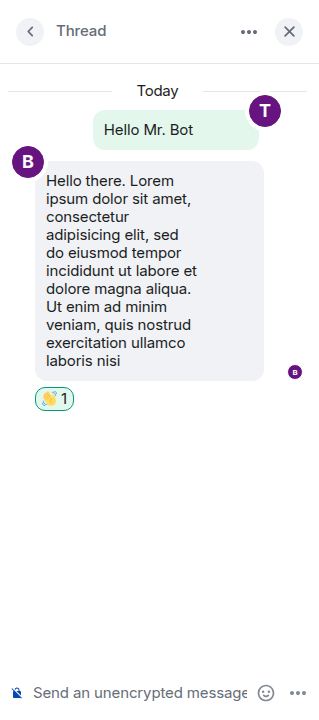 Thread
Today
T
Hello Mr. Bot
B
Hello there. Lorem
ipsum dolor sit amet,
consectetur
adipisicing elit, sed
do eiusmod tempor
incididunt ut labore et
dolore magna aliqua.
Ut enim ad minim
veniam, quis nostrud
exercitation ullamco
laboris nisi
B
👋 1
Send an unencrypted message